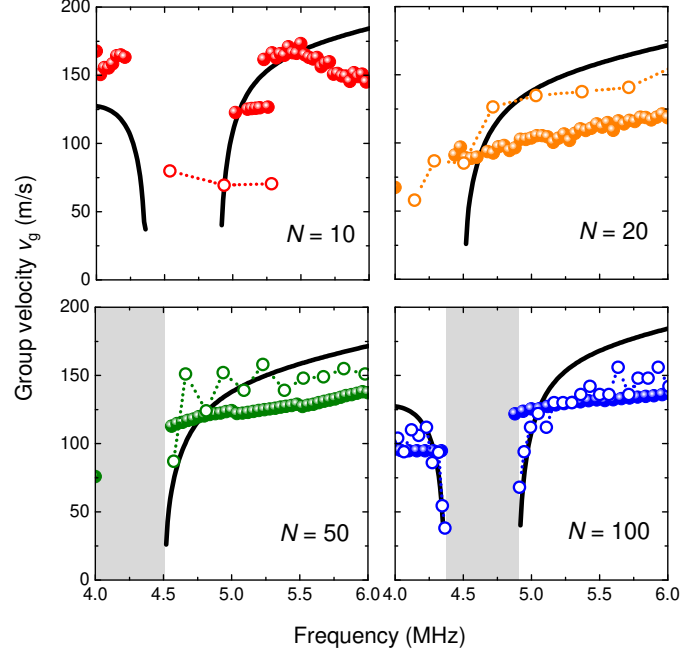 200
150
100
50
0
N = 10
N = 20
Group velocity vg (m/s)
200
150
100
50
0
N = 50
N = 100
4.0 4.5 5.0 5.5 6.0 4.0 4.5 5.0 5.5 6.0
Frequency (MHz)